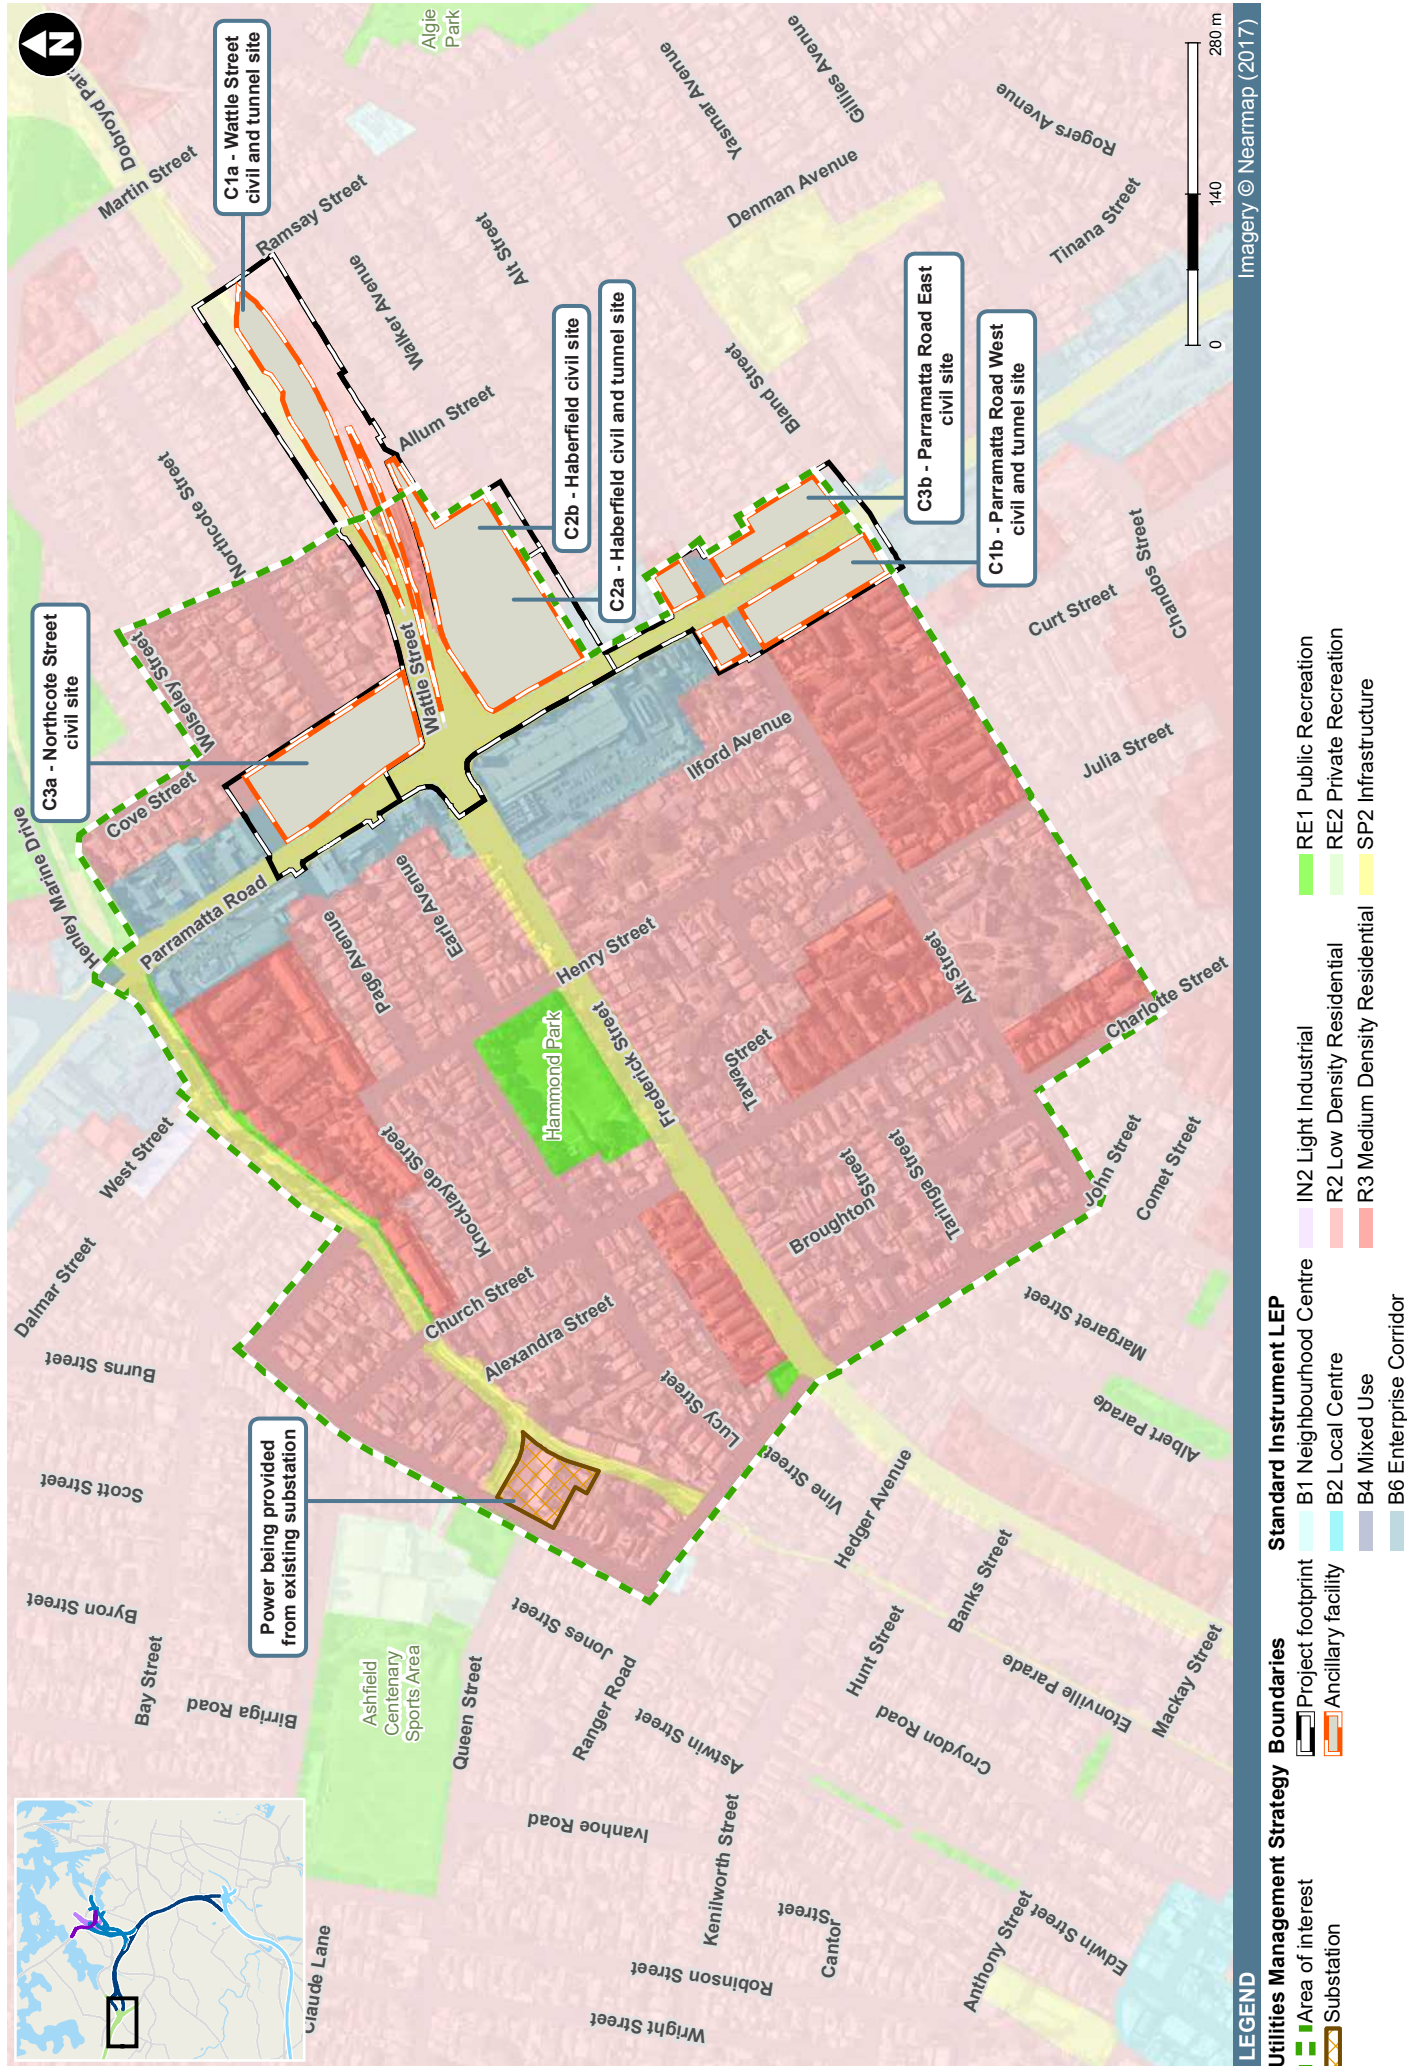 N
Algie
Park
Dobroyd Par
Martin Street
C1a - Wattle Street
civil and tunnel site
Ramsay Street
Alt Street
Walker Avenue
Allum Street
Northcote Street
Yasmar Avenue
Gillies Avenue
Rogers Avenue
Denman Avenue
Tinana Street
Bland Street
C2b - Haberfield civil site
C2a - Haberfield civil and tunnel site
C3b - Parramatta Road East
civil site
C1b - Parramatta Road West
civil and tunnel site
C3a - Northcote Street
civil site
Wolseley Street
Wattle Street
Cove Street
Henley Marine Drive
Parramatta Road
Ilford Avenue
Curt Street
Chandos Street
Julia Street
Page Avenue
Earle Avenue
Henry Street
Hammond Park
Frederick Street
Tawa Street
Alt Street
Charlotte Street
West Street
Knocklayde Street
Church Street
Alexandra Street
Lucy Street
Broughton
Street
Taringa Street
John Street
Comet Street
Margaret Street
Albert Parade
Dalmar Street
Burns Street
Scott Street
Byron Street
Bay Street
Birriga Road
Power being provided
from existing substation
Ashfield
Centenary
Sports Area
Queen Street
Jones Street
Ranger Road
Astwin Street
Ivanhoe Road
Kenilworth Street
Vine Street
Hedger Avenue
Banks Street
Hunt Street
Etonville Parade
Croydon Road
Mackay Street
Claude Lane
Cantor
Street
Robinson Street
Wright Street
Anthony Street
Edwin Street
0 140 280 m
Imagery © Nearmap (2017)
LEGEND
Utilities Management Strategy
Area of interest
Substation
Boundaries
Project footprint
Ancillary facility
Standard Instrument LEP
B1 Neighbourhood Centre
B2 Local Centre
B4 Mixed Use
B6 Enterprise Corridor
IN2 Light Industrial
R2 Low Density Residential
R3 Medium Density Residential
RE1 Public Recreation
RE2 Private Recreation
SP2 Infrastructure